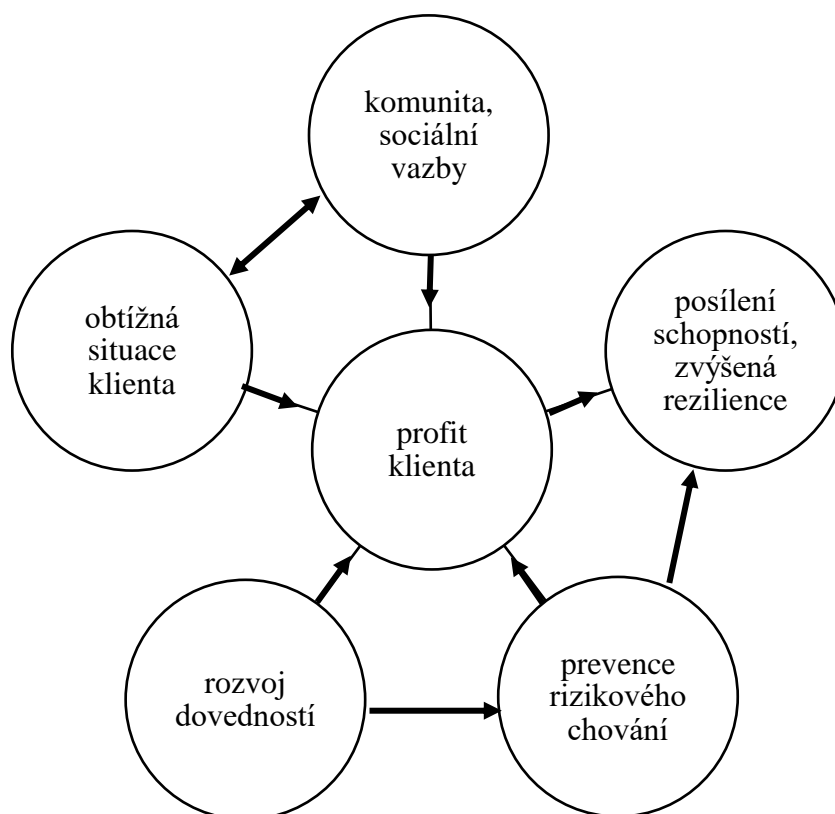 komunita,
sociální
vazby
obtížná
situace
klienta
posílení
schopností,
zvýšená
rezilience
profit
klienta
rozvoj
dovedností
prevence
rizikového
chování